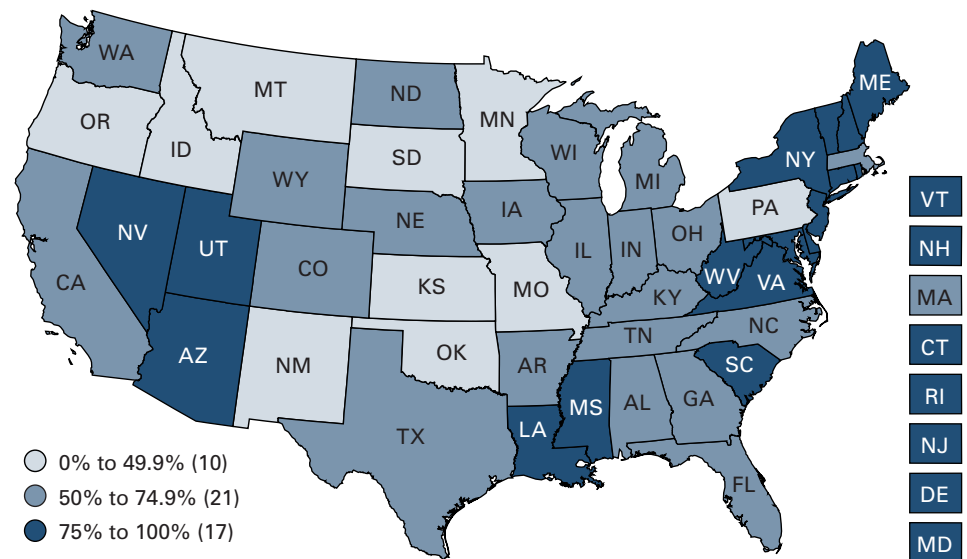 WA
MT
ND
MN
ME
OR
ID
SD
WI
NY
WY
MI
PA
VT
NE
IA
NV
UT
IL
IN
OH
NH
CO
WV
VA
CA
KS
MO
KY
MA
TN
NC
AZ
NM
OK
AR
SC
CT
MS
AL
GA
RI
LA
TX
0% to 49.9% (10)
NJ
FL
50% to 74.9% (21)
DE
75% to 100% (17)
MD